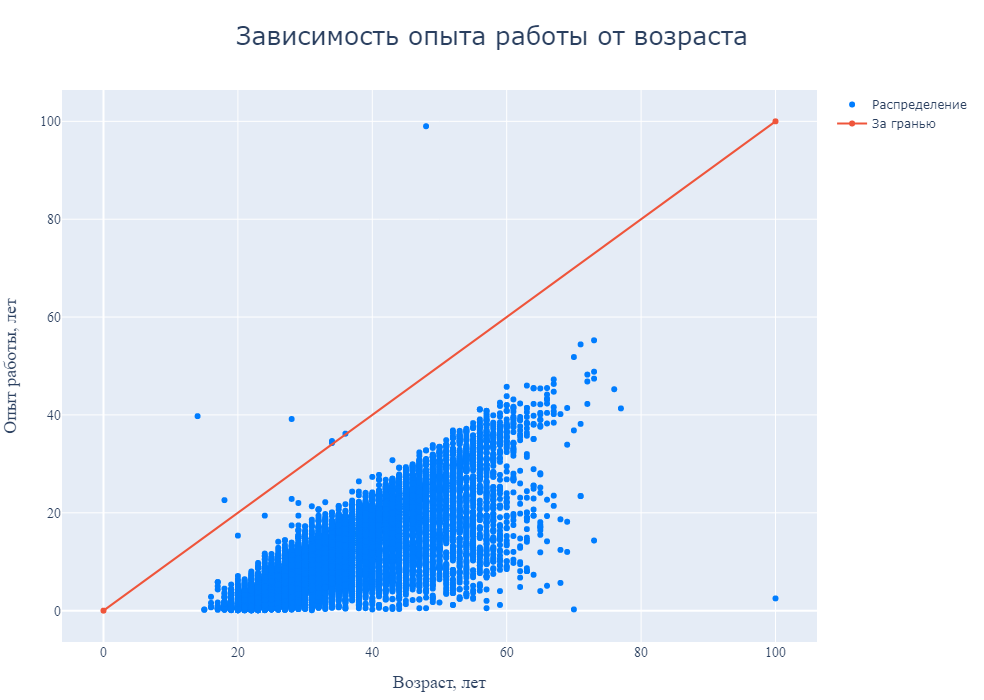 Зависимость опыта работы от возраста
Распределение
За гранью
100
80
60
40
20
0
Опыт работы, лет
0 20 40 60 80 100
Возраст, лет